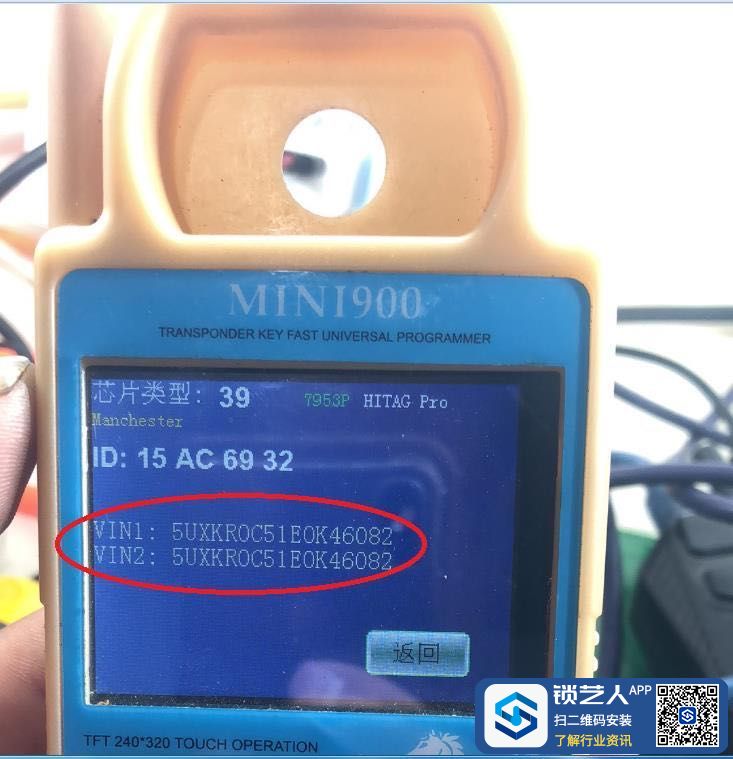 MINI900
TRANSPONDER KEY FAST UNIVERSAL PROGRAMMER
芯片类型: 39 7953P HITAG Pro
Manchester
ID: 15 AC 69 32
VIN1: 5UXKR0C51E0K46082
VIN2: 5UXKR0C51E0K46082
返回
TFT 240*320 TOUCH OPERATION
锁艺人APP
扫二维码安装
了解行业资讯